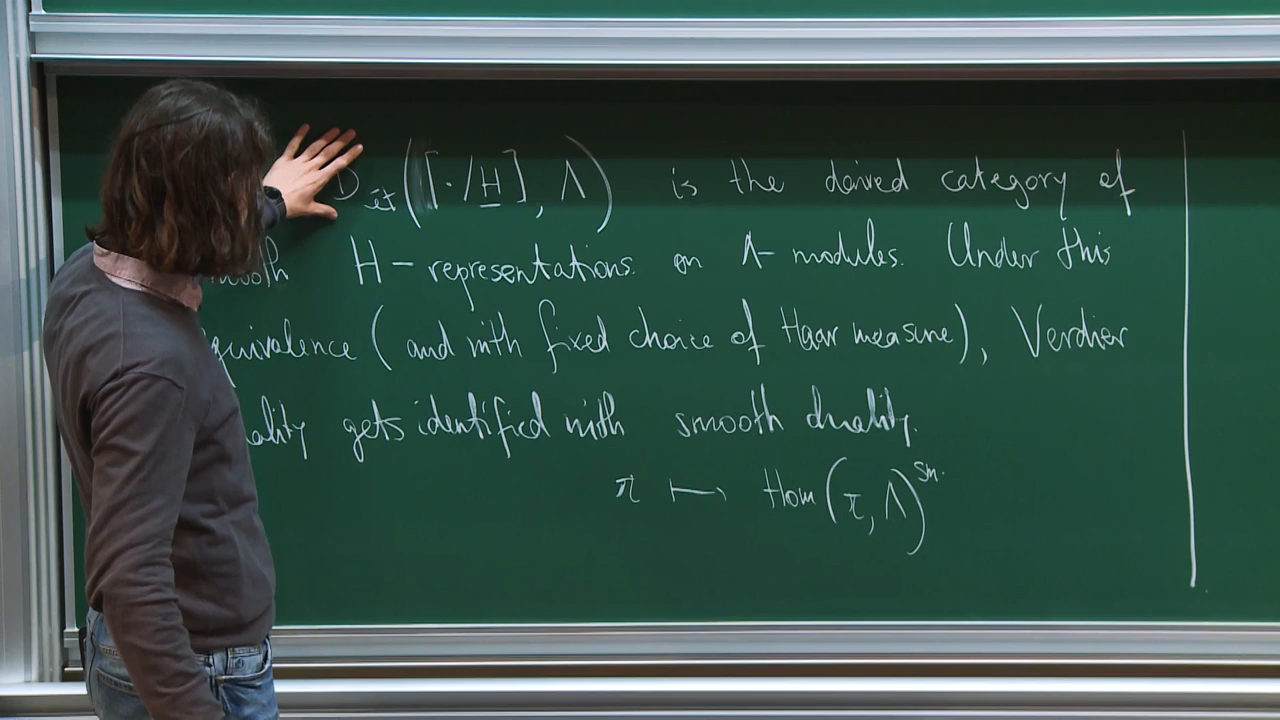 D_ét([·/H], Λ) is the derived category of
H-representations. on Λ-modules. Under this
equivalence (and with fixed choice of Haar measure), Verdier
gets identified with smooth duality.
π ↦ Hom(π, Λ)^sm.